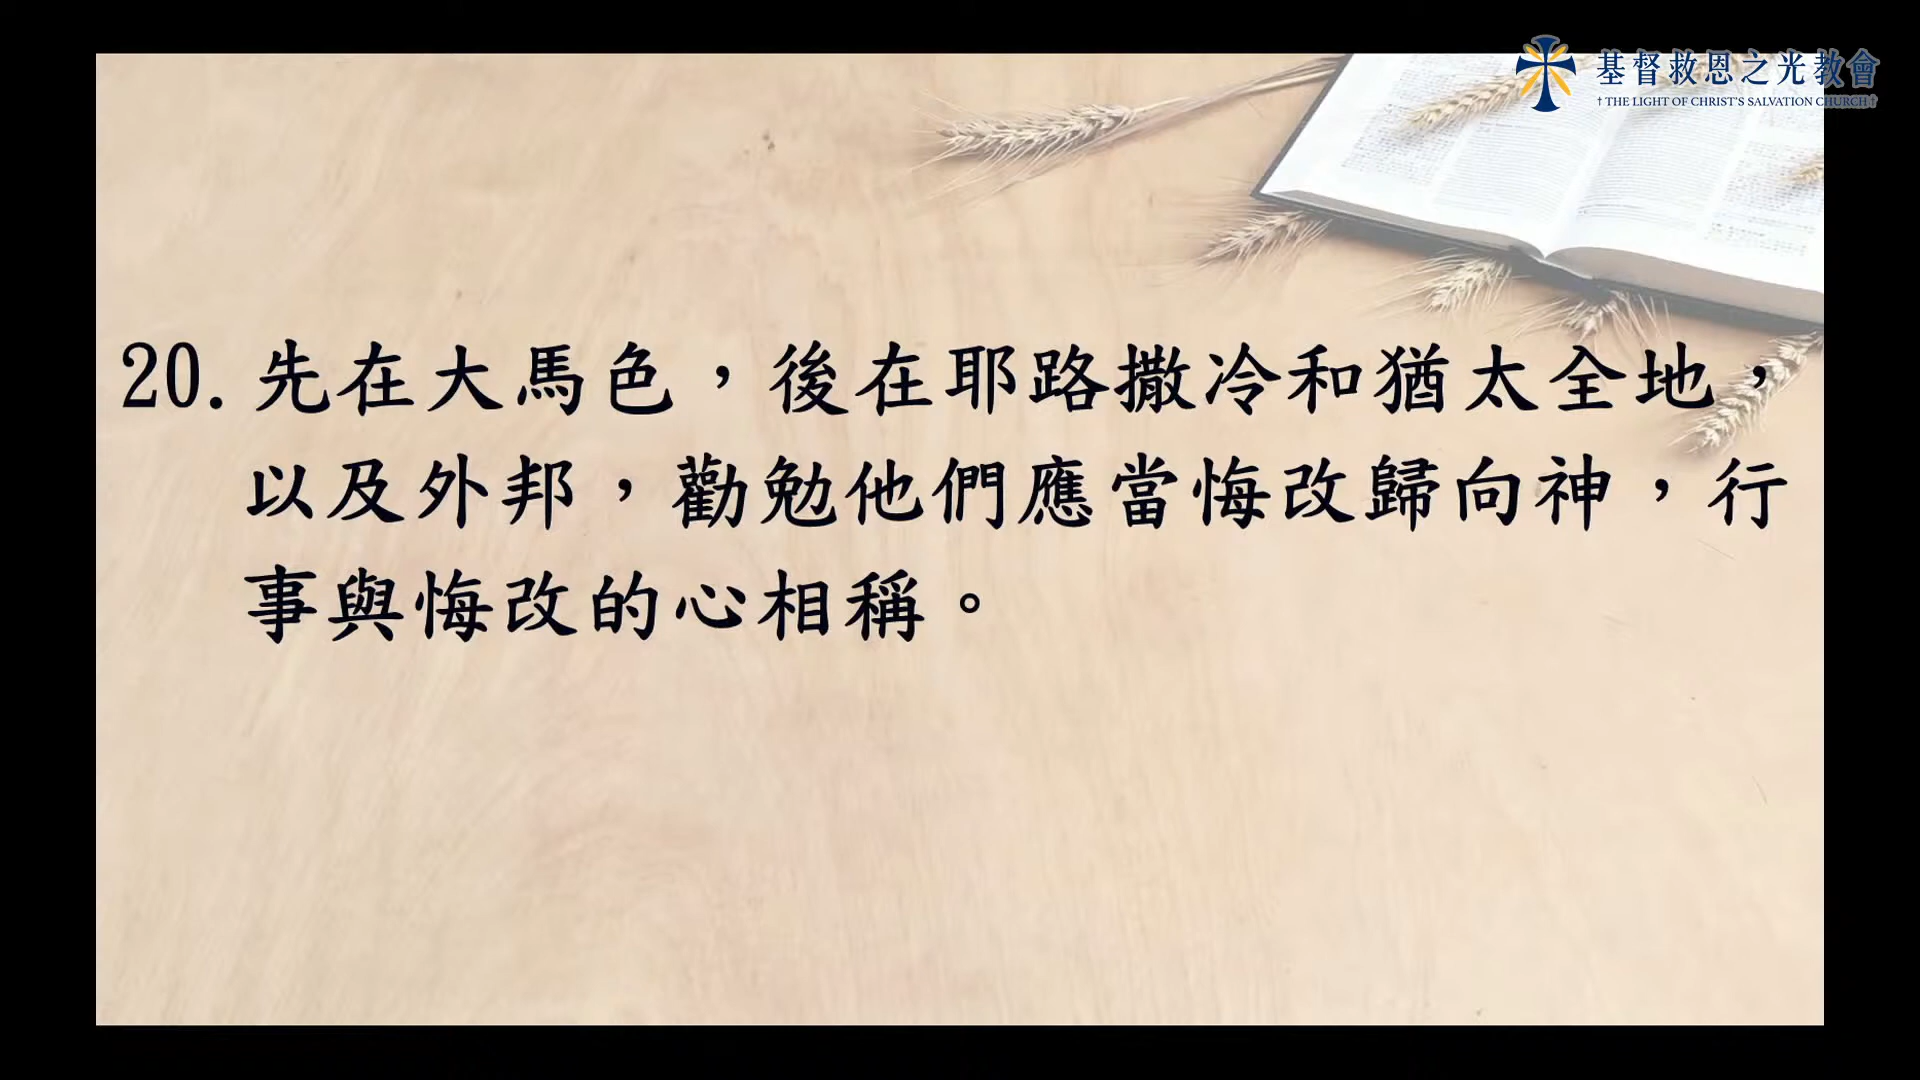 基督救恩之光教會
†THE LIGHT OF CHRIST'S SALVATION CHURCH†
20.先在大馬色，後在耶路撒冷和猶太全地，
以及外邦，勸勉他們應當悔改歸向神，行
事與悔改的心相稱。